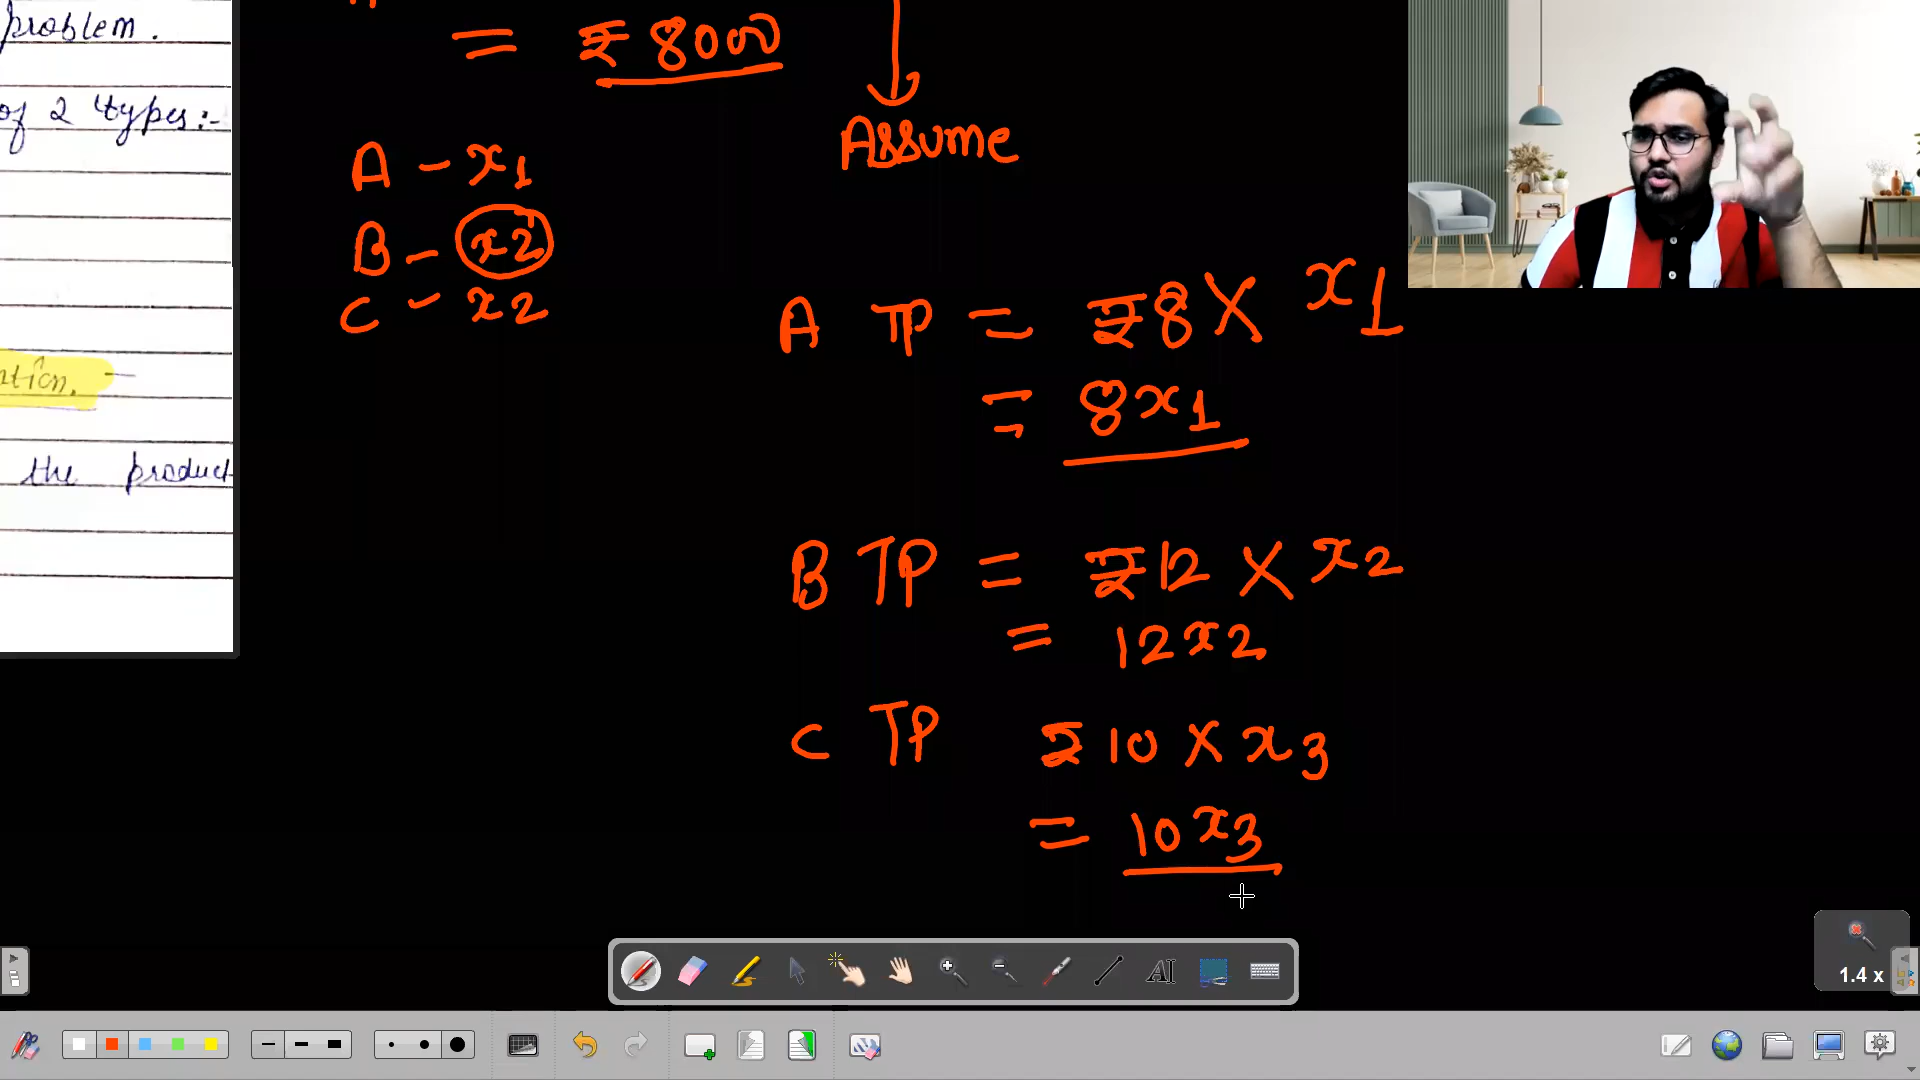 problem.
of 2 types:-
ation. -
the product
= ₹ 8000
Assume
A - x1
B - x2
C - x2
A TP = ₹8 X x1
= 8x1
B TP = ₹12 X x2
= 12x2
C TP ₹10 X x3
= 10x3
AI
1.4 x